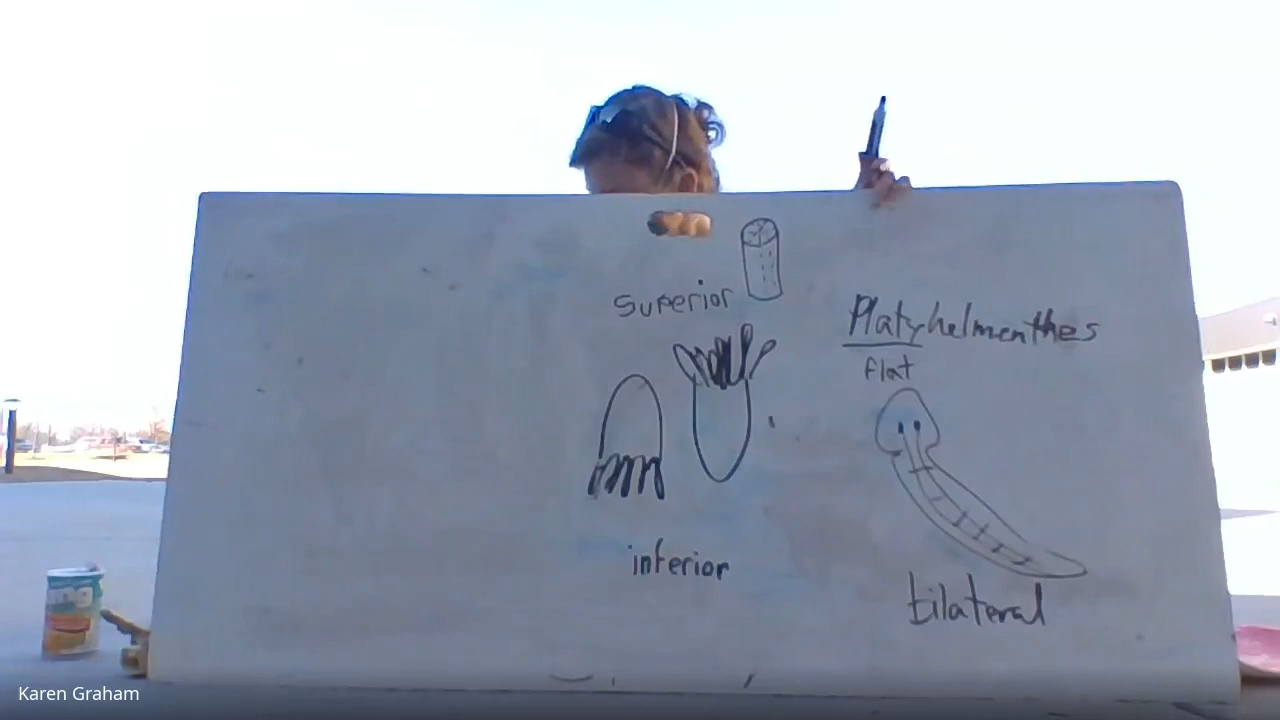 Superior
Platyhelmenthes
flat
inferior
bilateral
Karen Graham